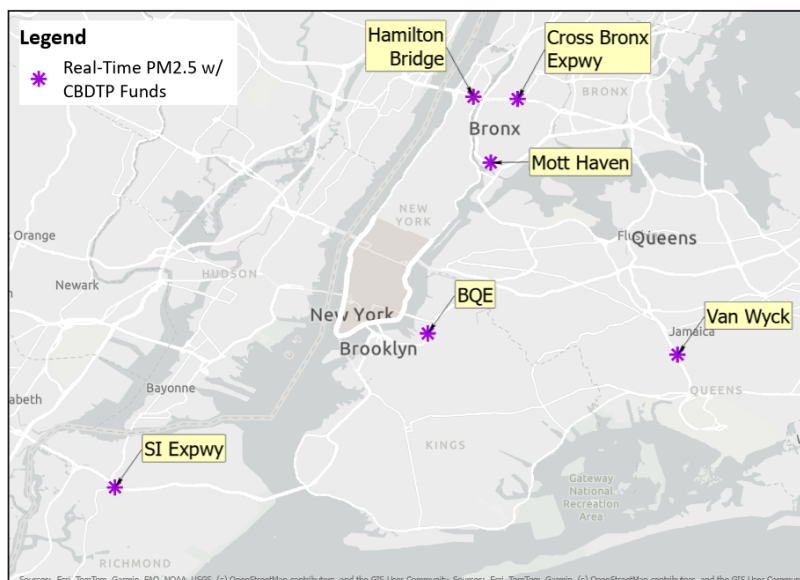 Legend
Real-Time PM2.5 w/
CBDTP Funds
Hamilton
Bridge
Cross Bronx
Expwy
BRONX
Bronx
Mott Haven
NEW
YORK
Queens
Orange
HUDSON
Newark
BQE
New York
Van Wyck
Jamaica
Brooklyn
Bayonne
QUEENS
KINGS
SI Expwy
Gateway
National
Recreation
Area
RICHMOND